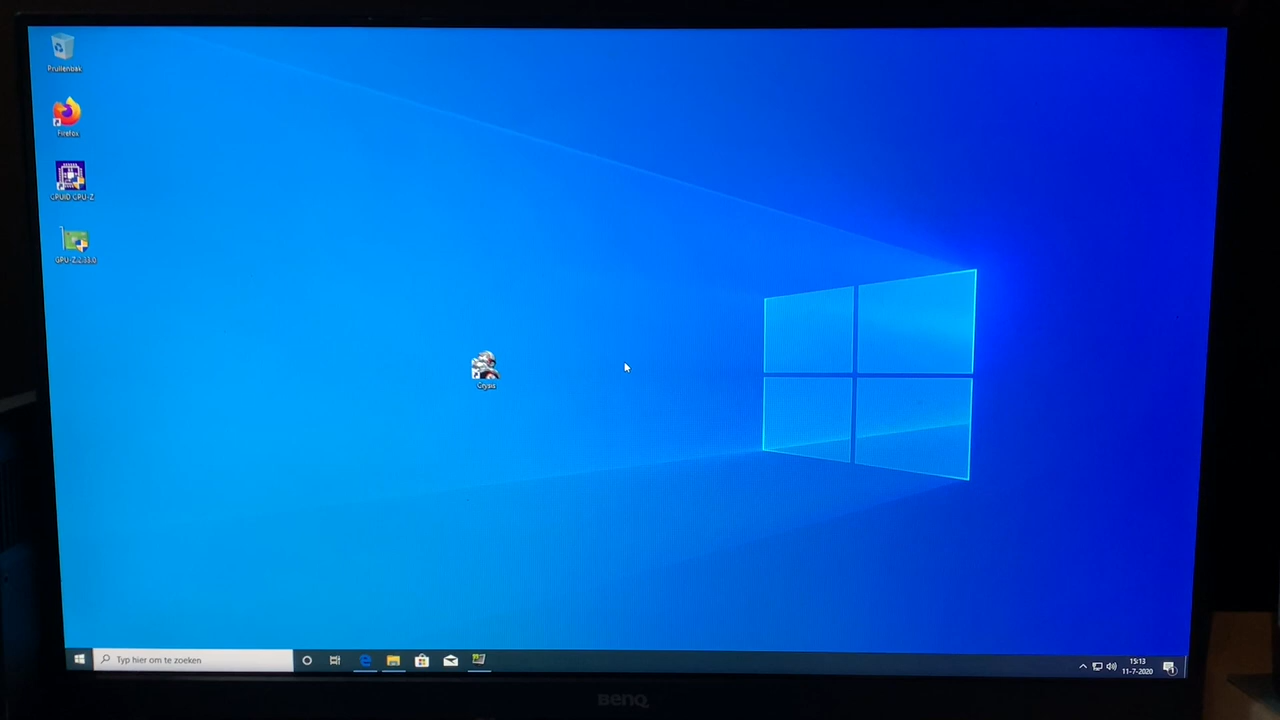 Prullenbak
Firefox
CPUID CPU-Z
GPU-Z.2.33.0
Crysis
Typ hier om te zoeken
15:13
11-7-2020
1
BenQ